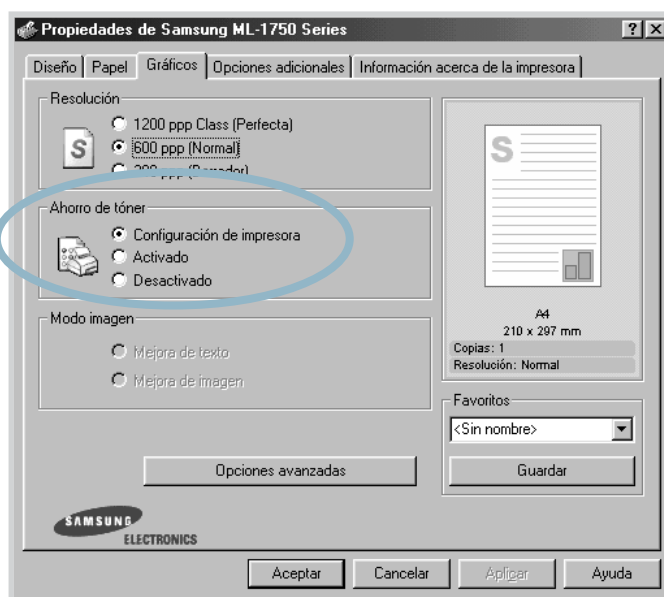 Propiedades de Samsung ML-1750 Series
Diseño Papel Gráficos Opciones adicionales Información acerca de la impresora
Resolución
1200 ppp Class (Perfecta)
600 ppp (Normal)
Ahorro de tóner
Configuración de impresora
Activado
Desactivado
Modo imagen
Mejora de texto
Mejora de imagen
Opciones avanzadas
S
A4
210 x 297 mm
Copias: 1
Resolución: Normal
Favoritos
<Sin nombre>
Guardar
SAMSUNG
ELECTRONICS
Aceptar Cancelar Aplicar Ayuda